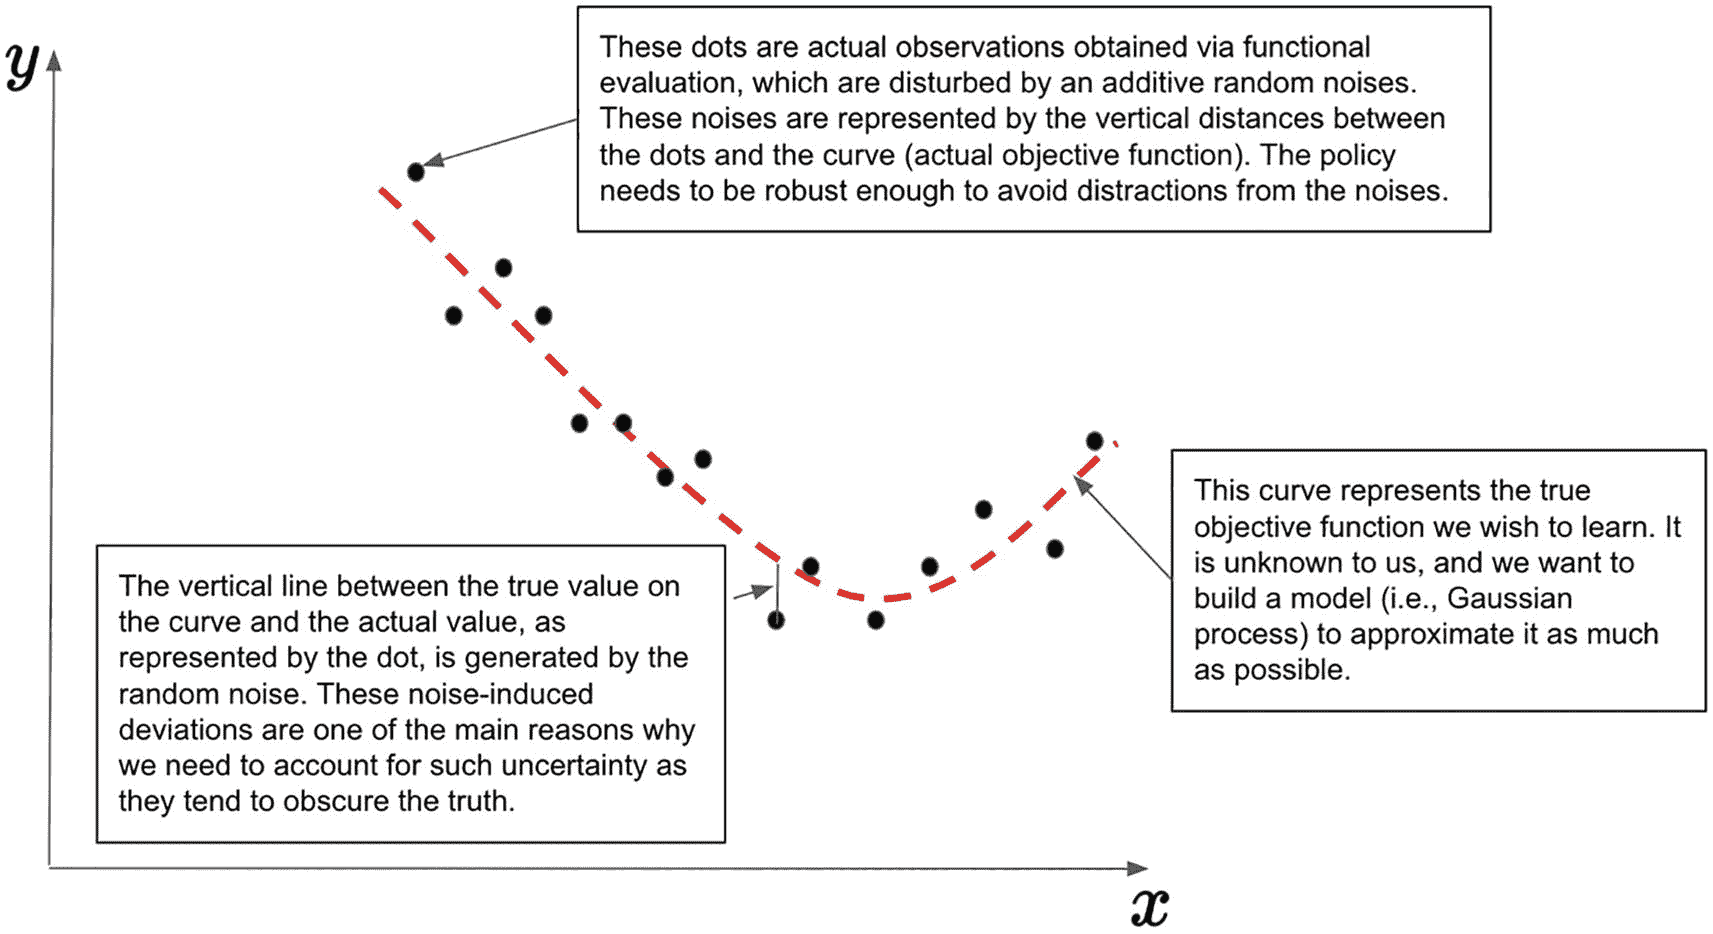 y
These dots are actual observations obtained via functional
evaluation, which are disturbed by an additive random noises.
These noises are represented by the vertical distances between
the dots and the curve (actual objective function). The policy
needs to be robust enough to avoid distractions from the noises.
This curve represents the true
objective function we wish to learn. It
is unknown to us, and we want to
build a model (i.e., Gaussian
process) to approximate it as much
as possible.
The vertical line between the true value on
the curve and the actual value, as
represented by the dot, is generated by the
random noise. These noise-induced
deviations are one of the main reasons why
we need to account for such uncertainty as
they tend to obscure the truth.
x